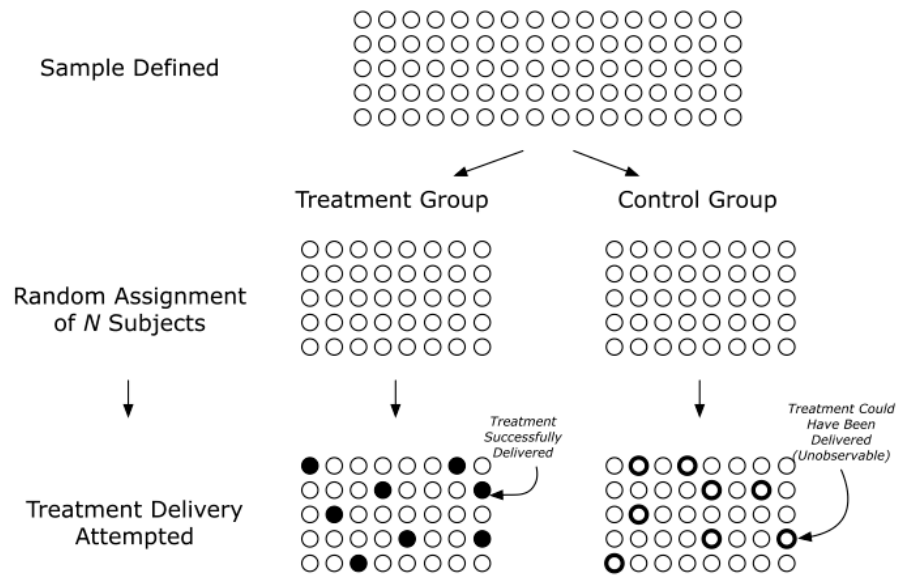 Sample Defined
Treatment Group
Control Group
Random Assignment
of N Subjects
Treatment
Successfully
Delivered
Treatment Could
Have Been
Delivered
(Unobservable)
Treatment Delivery
Attempted